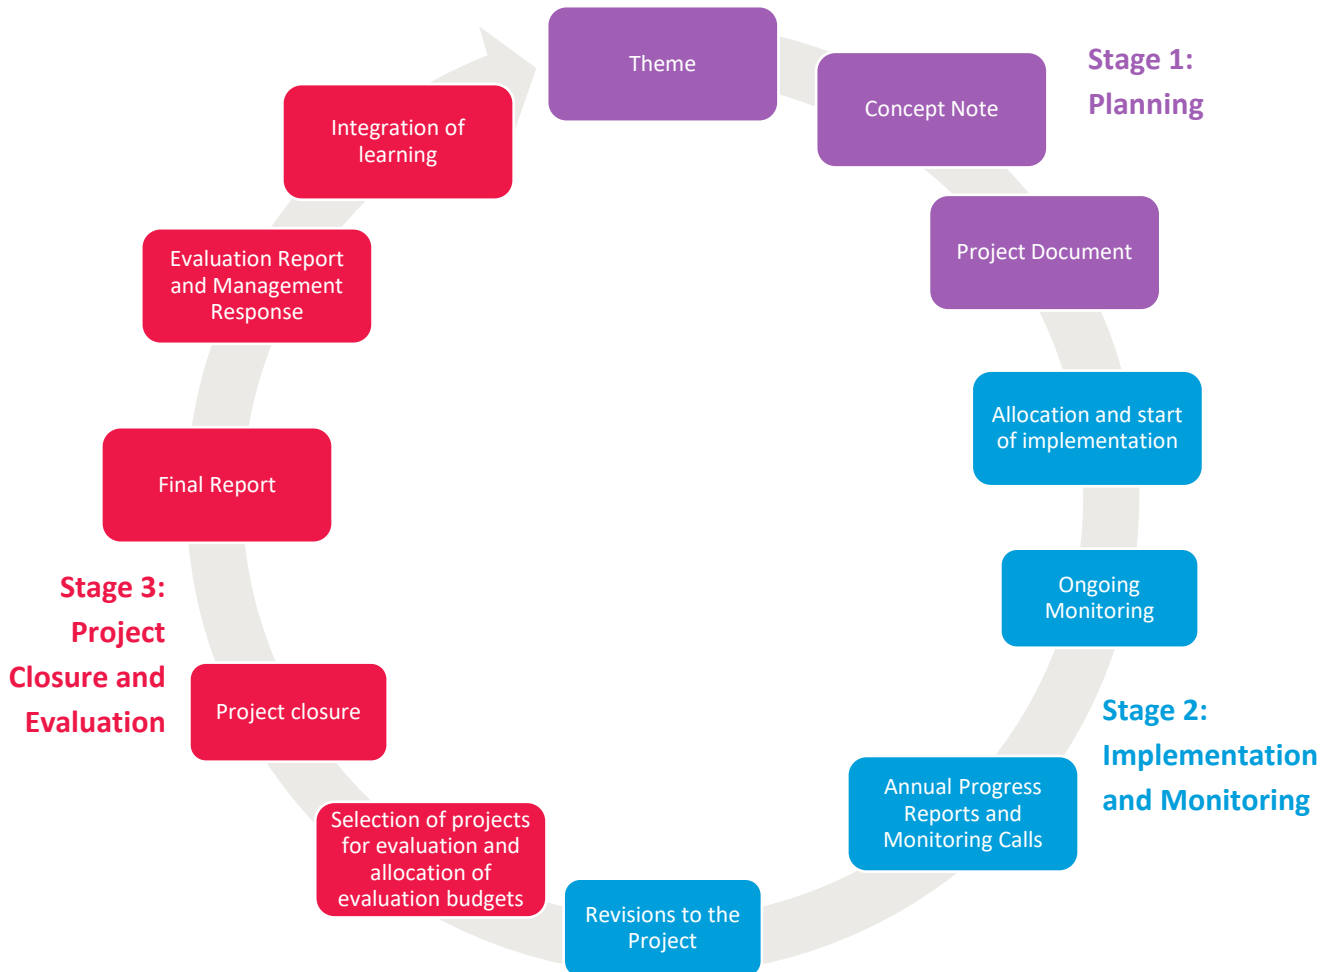 Theme
Stage 1:
Planning
Concept Note
Project Document
Allocation and start
of implementation
Ongoing
Monitoring
Stage 2:
Implementation
and Monitoring
Annual Progress
Reports and
Monitoring Calls
Revisions to the
Project
Selection of projects
for evaluation and
allocation of
evaluation budgets
Project closure
Stage 3:
Project
Closure and
Evaluation
Final Report
Evaluation Report
and Management
Response
Integration of
learning